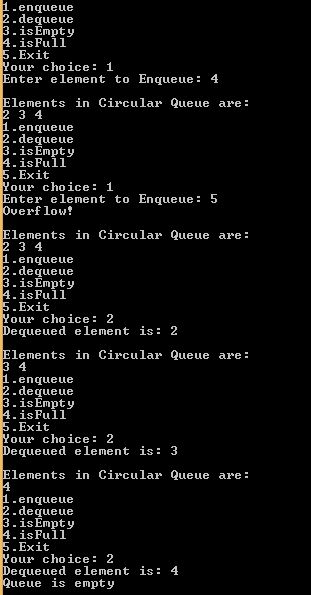 1.enqueue
2.dequeue
3.isEmpty
4.isFull
5.Exit
Your choice: 1
Enter element to Enqueue: 4
Elements in Circular Queue are:
2 3 4
1.enqueue
2.dequeue
3.isEmpty
4.isFull
5.Exit
Your choice: 1
Enter element to Enqueue: 5
Overflow!
Elements in Circular Queue are:
2 3 4
1.enqueue
2.dequeue
3.isEmpty
4.isFull
5.Exit
Your choice: 2
Dequeued element is: 2
Elements in Circular Queue are:
3 4
1.enqueue
2.dequeue
3.isEmpty
4.isFull
5.Exit
Your choice: 2
Dequeued element is: 3
Elements in Circular Queue are:
4
1.enqueue
2.dequeue
3.isEmpty
4.isFull
5.Exit
Your choice: 2
Dequeued element is: 4
Queue is empty